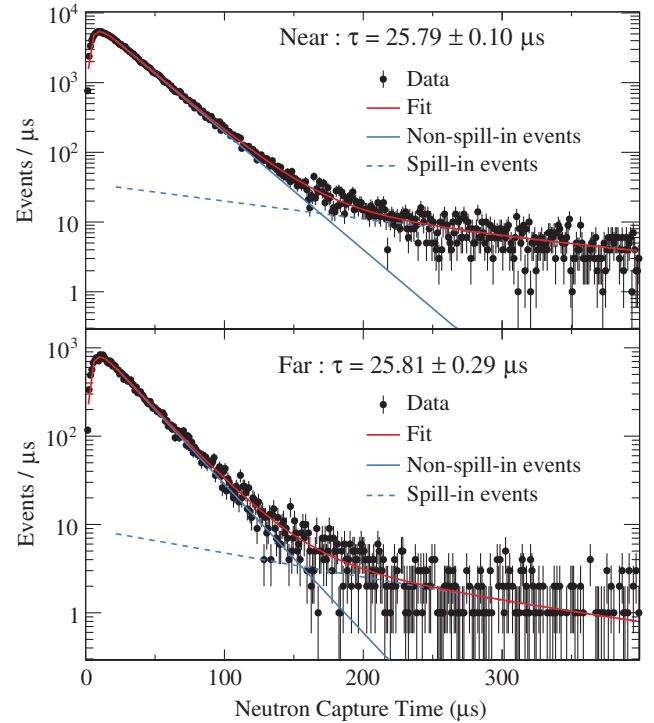 Near : τ = 25.79 ± 0.10 μs
Data
Fit
Non-spill-in events
Spill-in events
Events / μs
10⁴
10³
10²
10
1
Far : τ = 25.81 ± 0.29 μs
Data
Fit
Non-spill-in events
Spill-in events
Events / μs
10³
10²
10
1
0 100 200 300
Neutron Capture Time (μs)